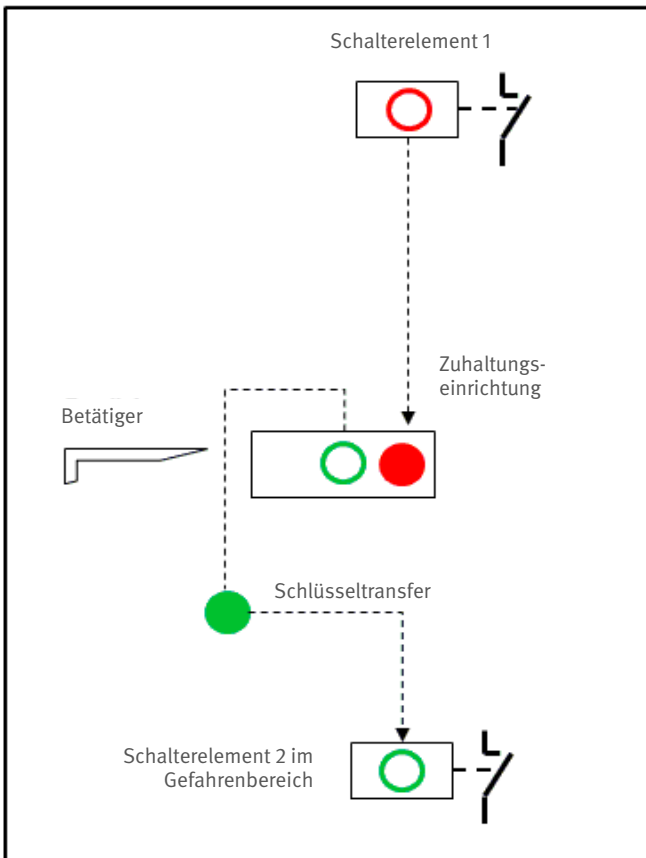 Schalterelement 1
Zuhaltungs-
einrichtung
Betätiger
Schlüsseltransfer
Schalterelement 2 im
Gefahrenbereich